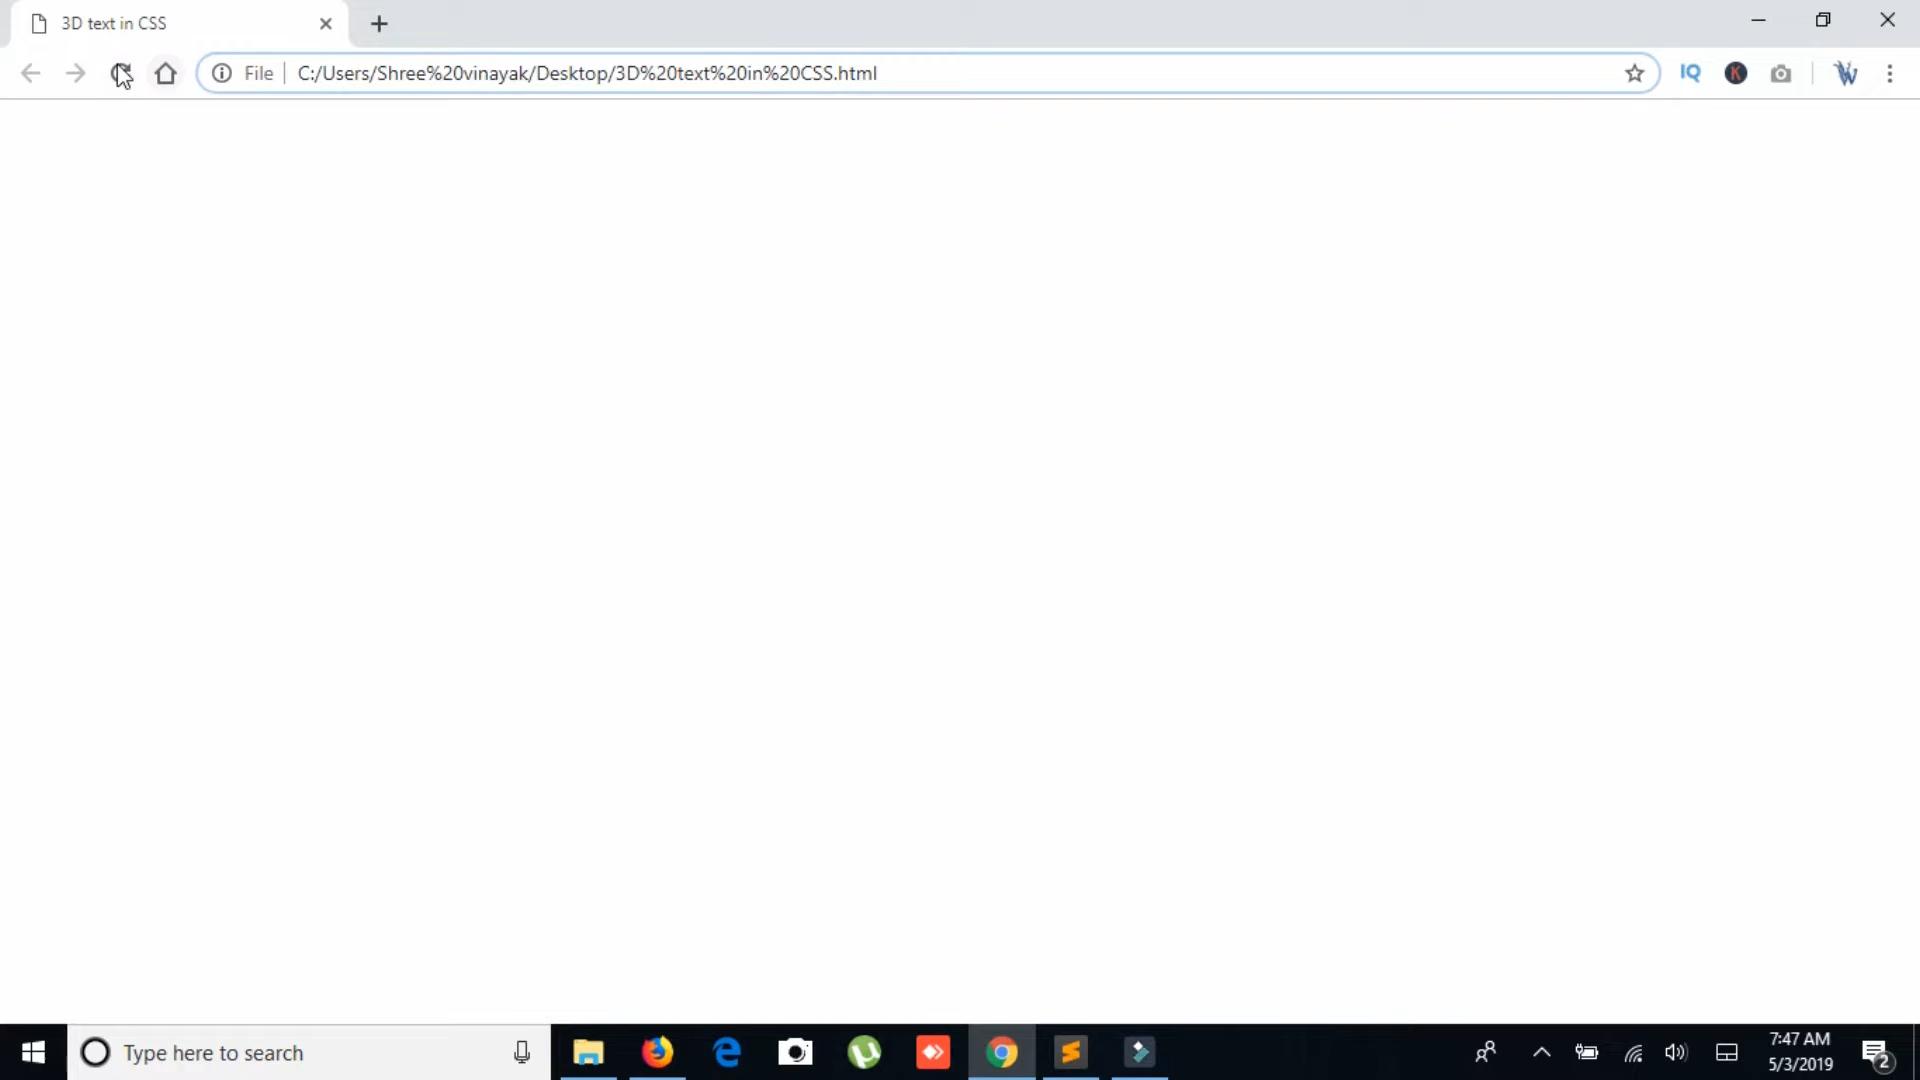 3D text in CSS
File C:/Users/Shree%20vinayak/Desktop/3D%20text%20in%20CSS.html
IQ
K
W
Type here to search
7:47 AM
5/3/2019
2